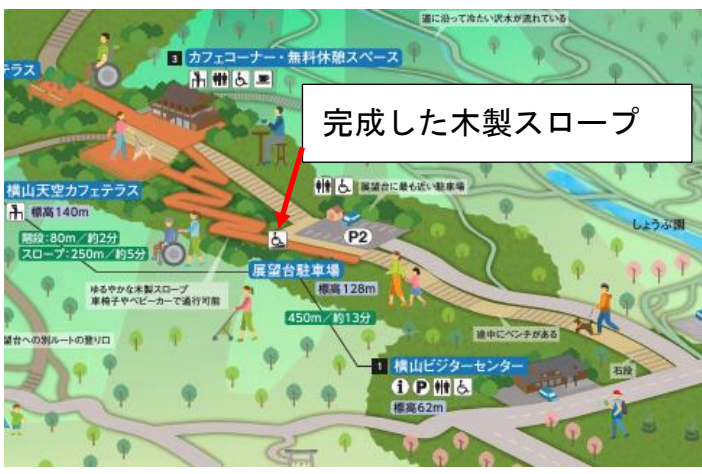 道に沿って冷たい沢水が流れている
3 カフェコーナー・無料休憩スペース
テラス
完成した木製スロープ
横山天空カフェテラス
標高140m
階段:80m/約2分
スロープ:250m/約5分
展望台に最も近い駐車場
P2
しょうぶ園
展望台駐車場
標高128m
ゆるやかな木製スロープ
車椅子やベビーカーで通行可能
450m/約13分
途中にベンチがある
望台への別ルートの登り口
1 横山ビジターセンター
i P
標高62m
石段